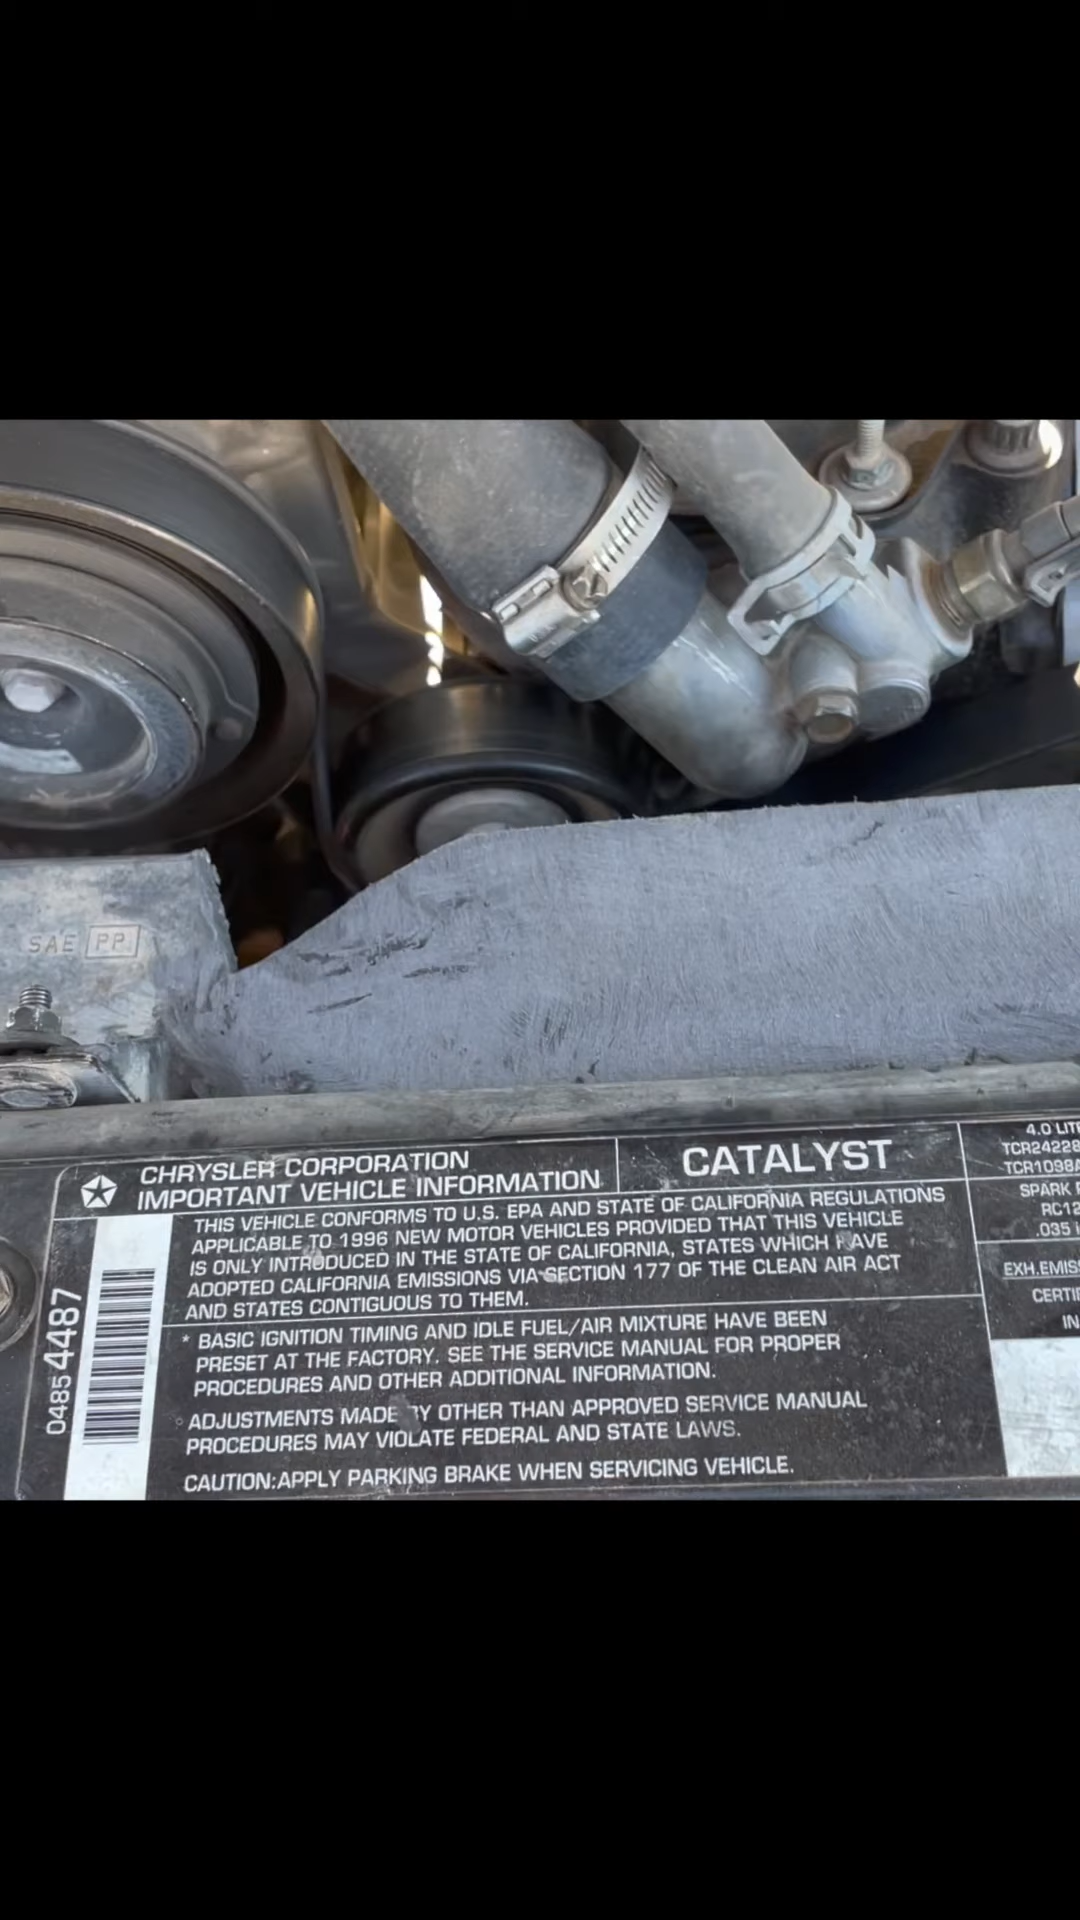 SAE PP
CHRYSLER CORPORATION
IMPORTANT VEHICLE INFORMATION
CATALYST
THIS VEHICLE CONFORMS TO U.S. EPA AND STATE OF CALIFORNIA REGULATIONS
APPLICABLE TO 1996 NEW MOTOR VEHICLES PROVIDED THAT THIS VEHICLE
IS ONLY INTRODUCED IN THE STATE OF CALIFORNIA, STATES WHICH HAVE
ADOPTED CALIFORNIA EMISSIONS VIA SECTION 177 OF THE CLEAN AIR ACT
AND STATES CONTIGUOUS TO THEM.
* BASIC IGNITION TIMING AND IDLE FUEL/AIR MIXTURE HAVE BEEN
PRESET AT THE FACTORY. SEE THE SERVICE MANUAL FOR PROPER
PROCEDURES AND OTHER ADDITIONAL INFORMATION.
ADJUSTMENTS MADE BY OTHER THAN APPROVED SERVICE MANUAL
PROCEDURES MAY VIOLATE FEDERAL AND STATE LAWS.
CAUTION:APPLY PARKING BRAKE WHEN SERVICING VEHICLE.
04854487
4.0 LITE
TCR24228
TCR1098A
SPARK P
RC12
.035 I
EXH.EMISS
CERTIF
IN